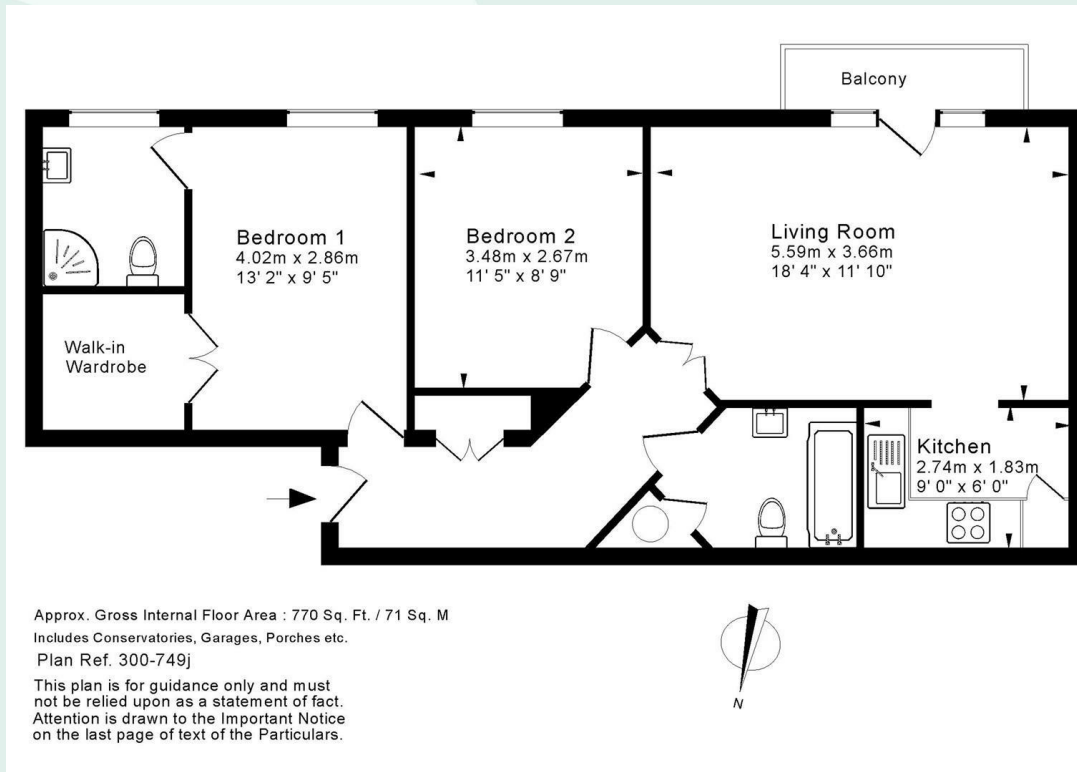 Balcony
Bedroom 1
4.02m x 2.86m
13' 2" x 9' 5"
Bedroom 2
3.48m x 2.67m
11' 5" x 8' 9"
Living Room
5.59m x 3.66m
18' 4" x 11' 10"
Walk-in
Wardrobe
Kitchen
2.74m x 1.83m
9' 0" x 6' 0"
Approx. Gross Internal Floor Area : 770 Sq. Ft. / 71 Sq. M
Includes Conservatories, Garages, Porches etc.
Plan Ref. 300-749j
This plan is for guidance only and must
not be relied upon as a statement of fact.
Attention is drawn to the Important Notice
on the last page of text of the Particulars.
N